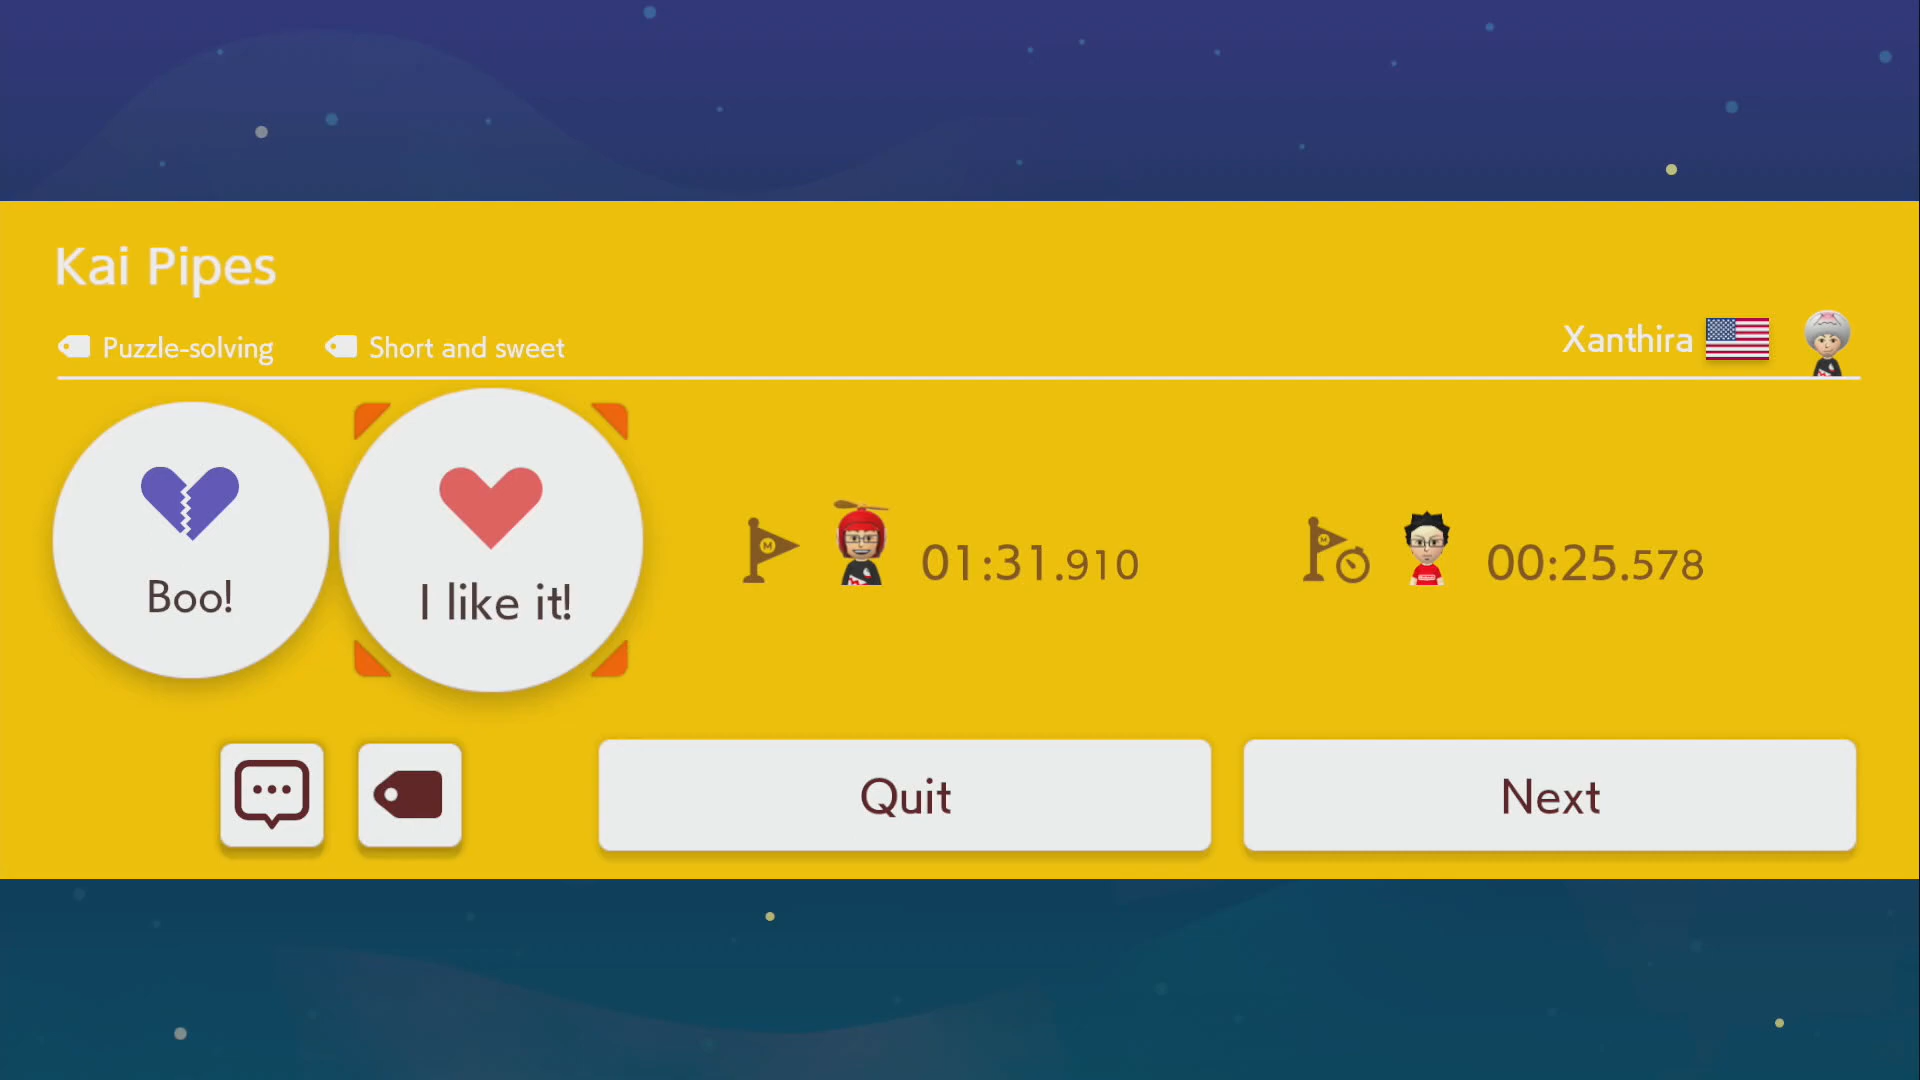 Kai Pipes
Puzzle-solving
Short and sweet
Xanthira
Boo!
I like it!
M
01:31.910
M
00:25.578
Quit
Next